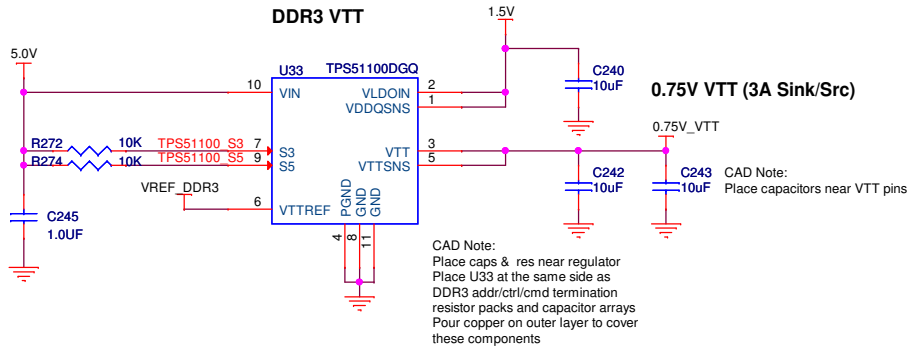 DDR3 VTT
1.5V
5.0V
U33 TPS51100DGQ
10 VIN
VLDOIN 2
VDDQSNS 1
C240
10uF
0.75V VTT (3A Sink/Src)
0.75V_VTT
R272 10K TPS51100_S3 7 S3
R274 10K TPS51100_S5 9 S5
VTT 3
VTTSNS 5
VREF_DDR3
6 VTTREF
PGND GND GND
4 8 11
C245
1.0UF
C242
10uF
C243
10uF
CAD Note:
Place capacitors near VTT pins
CAD Note:
Place caps & res near regulator
Place U33 at the same side as
DDR3 addr/ctrl/cmd termination
resistor packs and capacitor arrays
Pour copper on outer layer to cover
these components